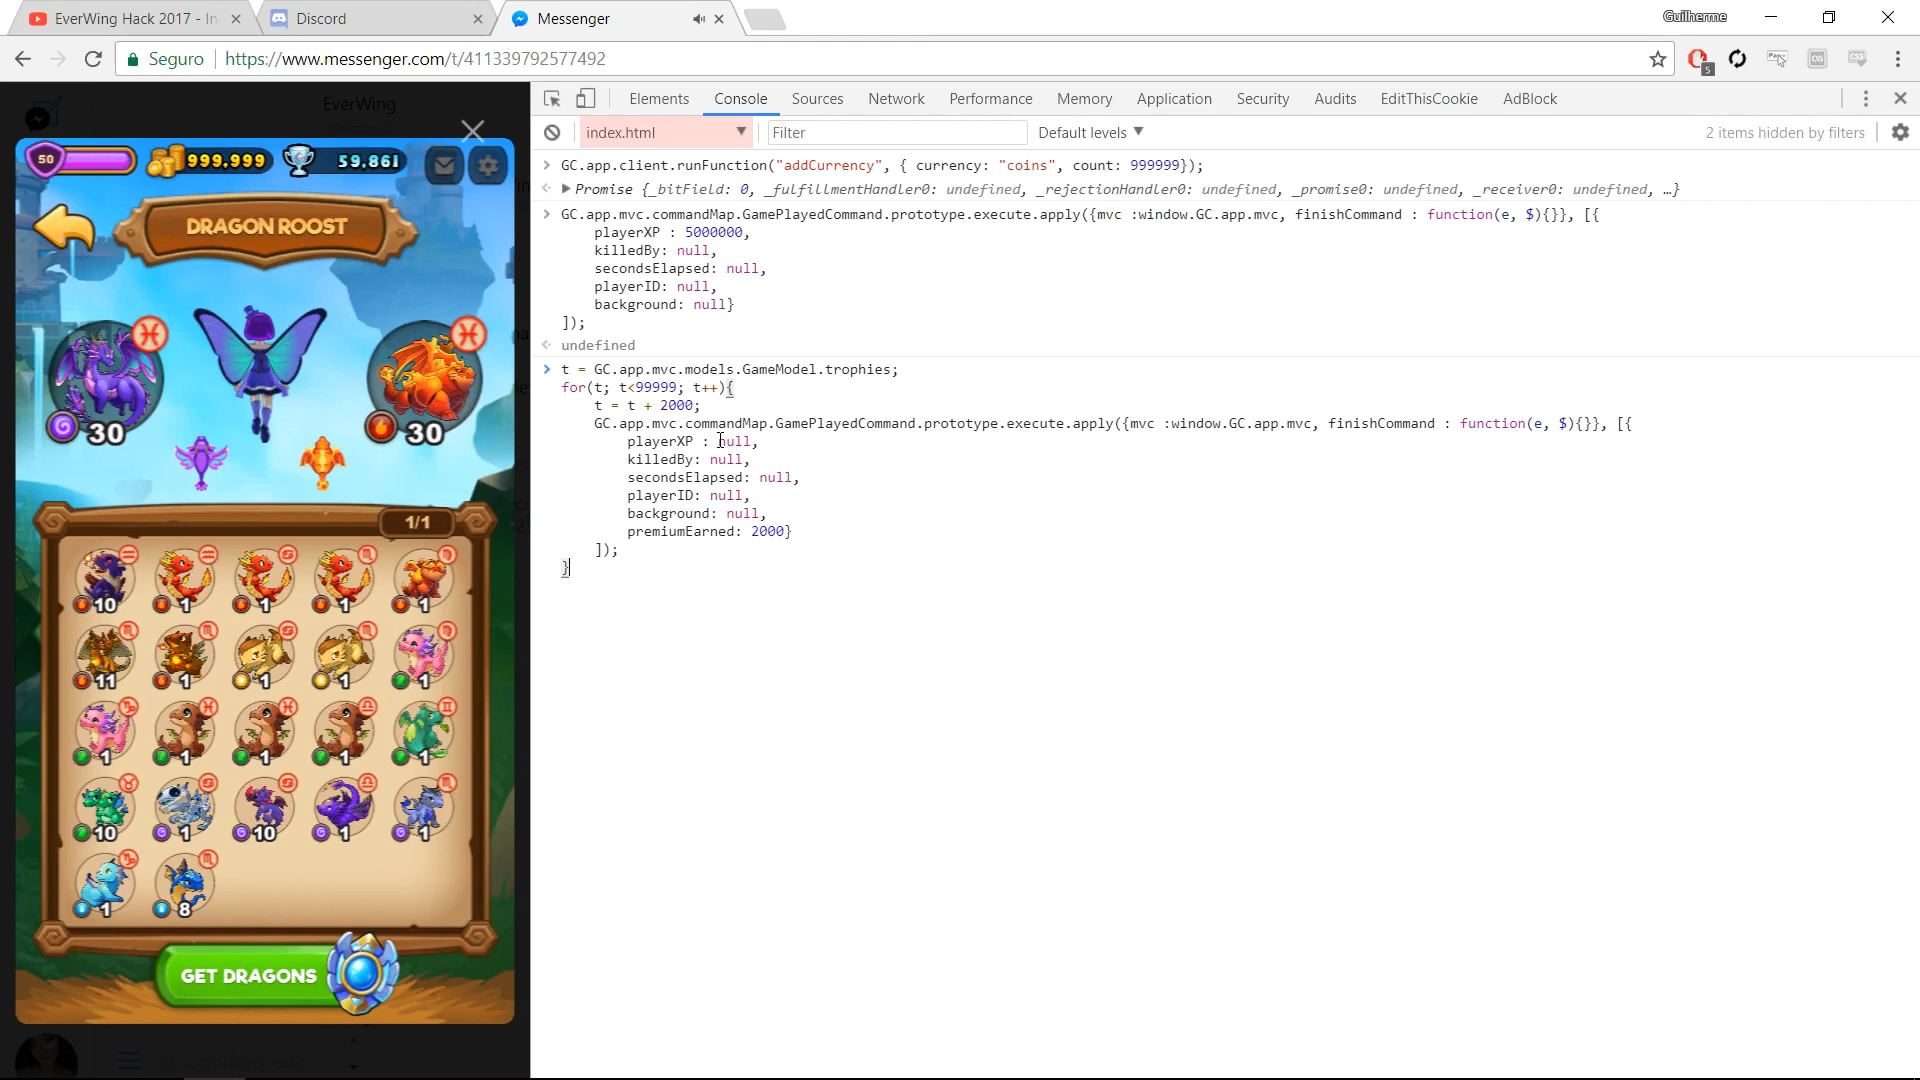 EverWing Hack 2017 - In
Discord
Messenger
Guilherme
Seguro
https://www.messenger.com/t/411339792577492
5
EverWing
50
999,999
59,861
DRAGON ROOST
30
30
1/1
10 1 1 1 1
11 1 1 1 1
1 1 1 1 1
10 1 10 1 1
1 8
GET DRAGONS
Elements Console Sources Network Performance Memory Application Security Audits EditThisCookie AdBlock
index.html
Filter
Default levels
2 items hidden by filters
> GC.app.client.runFunction("addCurrency", { currency: "coins", count: 999999});
Promise {_bitField: 0, _fulfillmentHandler0: undefined, _rejectionHandler0: undefined, _promise0: undefined, _receiver0: undefined, …}
> GC.app.mvc.commandMap.GamePlayedCommand.prototype.execute.apply({mvc :window.GC.app.mvc, finishCommand : function(e, $){}}, [{
playerXP : 5000000,
killedBy: null,
secondsElapsed: null,
playerID: null,
background: null}
]);
undefined
> t = GC.app.mvc.models.GameModel.trophies;
for(t; t<99999; t++){
t = t + 2000;
GC.app.mvc.commandMap.GamePlayedCommand.prototype.execute.apply({mvc :window.GC.app.mvc, finishCommand : function(e, $){}}, [{
playerXP : null,
killedBy: null,
secondsElapsed: null,
playerID: null,
background: null,
premiumEarned: 2000}
]);
}